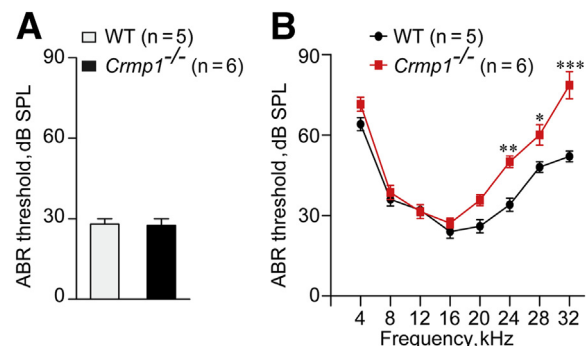 A
WT (n=5)
Crmp1-/- (n=6)
ABR threshold, dB SPL
90
60
30
0
B
WT (n=5)
Crmp1-/- (n=6)
ABR threshold, dB SPL
90
60
30
0
** * ***
4 8 12 16 20 24 28 32
Frequency,kHz